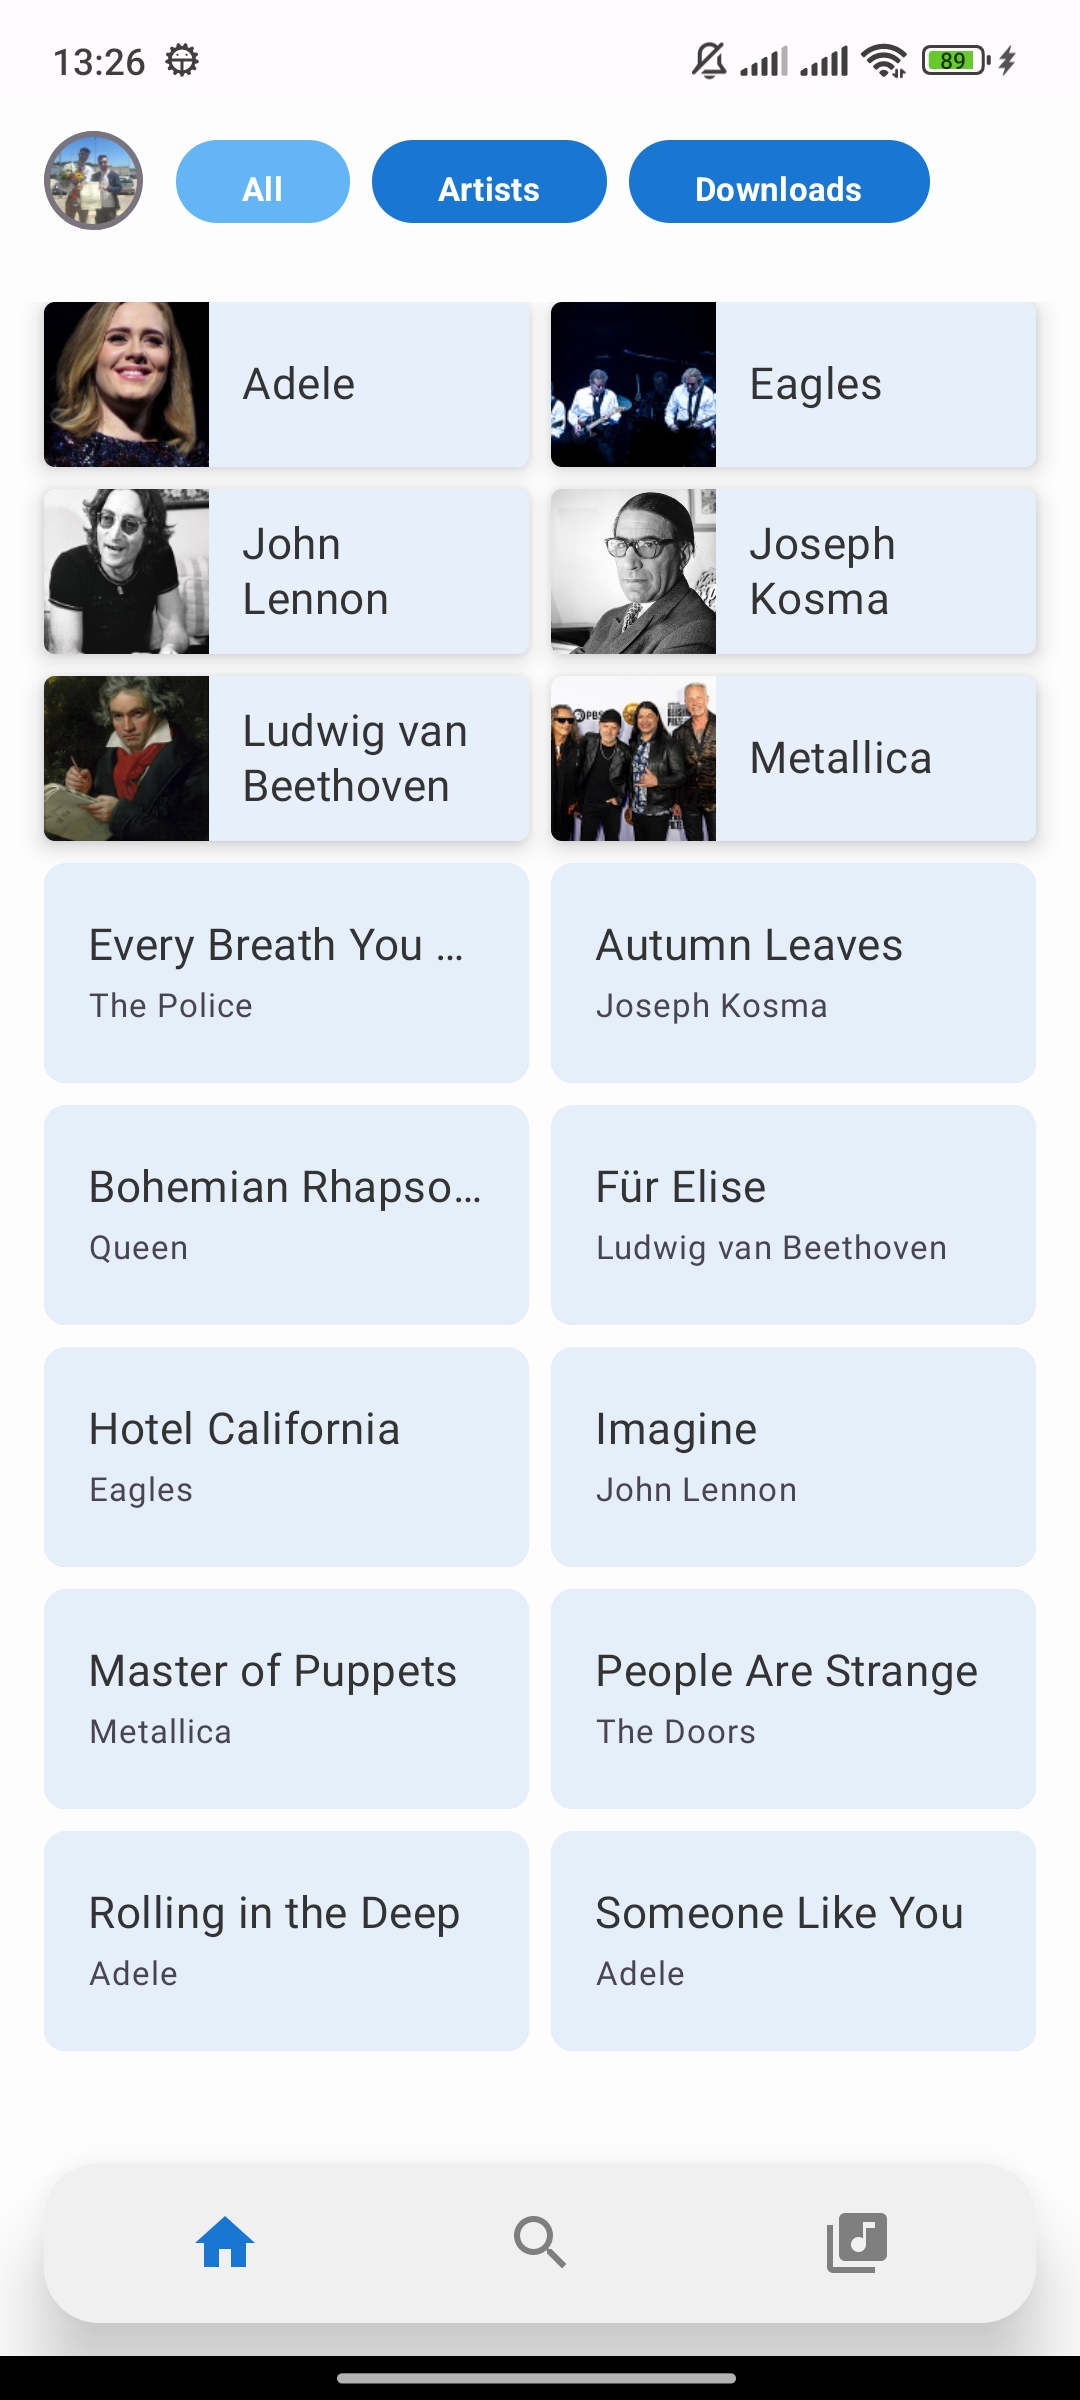 13:26
89
All
Artists
Downloads
Adele
Eagles
John
Lennon
Joseph
Kosma
Ludwig van
Beethoven
PBS
Metallica
Every Breath You ...
The Police
Autumn Leaves
Joseph Kosma
Bohemian Rhapso...
Queen
Für Elise
Ludwig van Beethoven
Hotel California
Eagles
Imagine
John Lennon
Master of Puppets
Metallica
People Are Strange
The Doors
Rolling in the Deep
Adele
Someone Like You
Adele